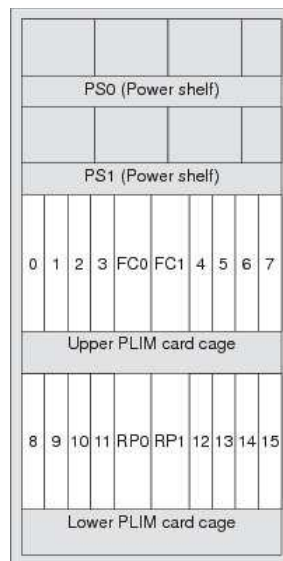 PS0 (Power shelf)
PS1 (Power shelf)
0 1 2 3 FC0 FC1 4 5 6 7
Upper PLIM card cage
8 9 10 11 RP0 RP1 12 13 14 15
Lower PLIM card cage